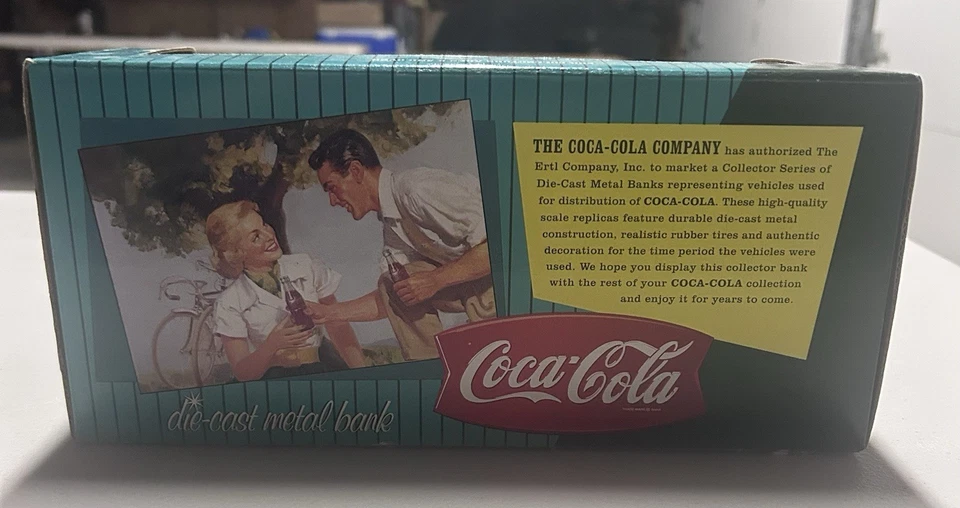 THE COCA-COLA COMPANY has authorized The
Ertl Company, Inc. to market a Collector Series of
Die-Cast Metal Banks representing vehicles used
for distribution of COCA-COLA. These high-quality
scale replicas feature durable die-cast metal
construction, realistic rubber tires and authentic
decoration for the time period the vehicles were
used. We hope you display this collector bank
with the rest of your COCA-COLA collection
and enjoy it for years to come.
Coca-Cola
die-cast metal bank